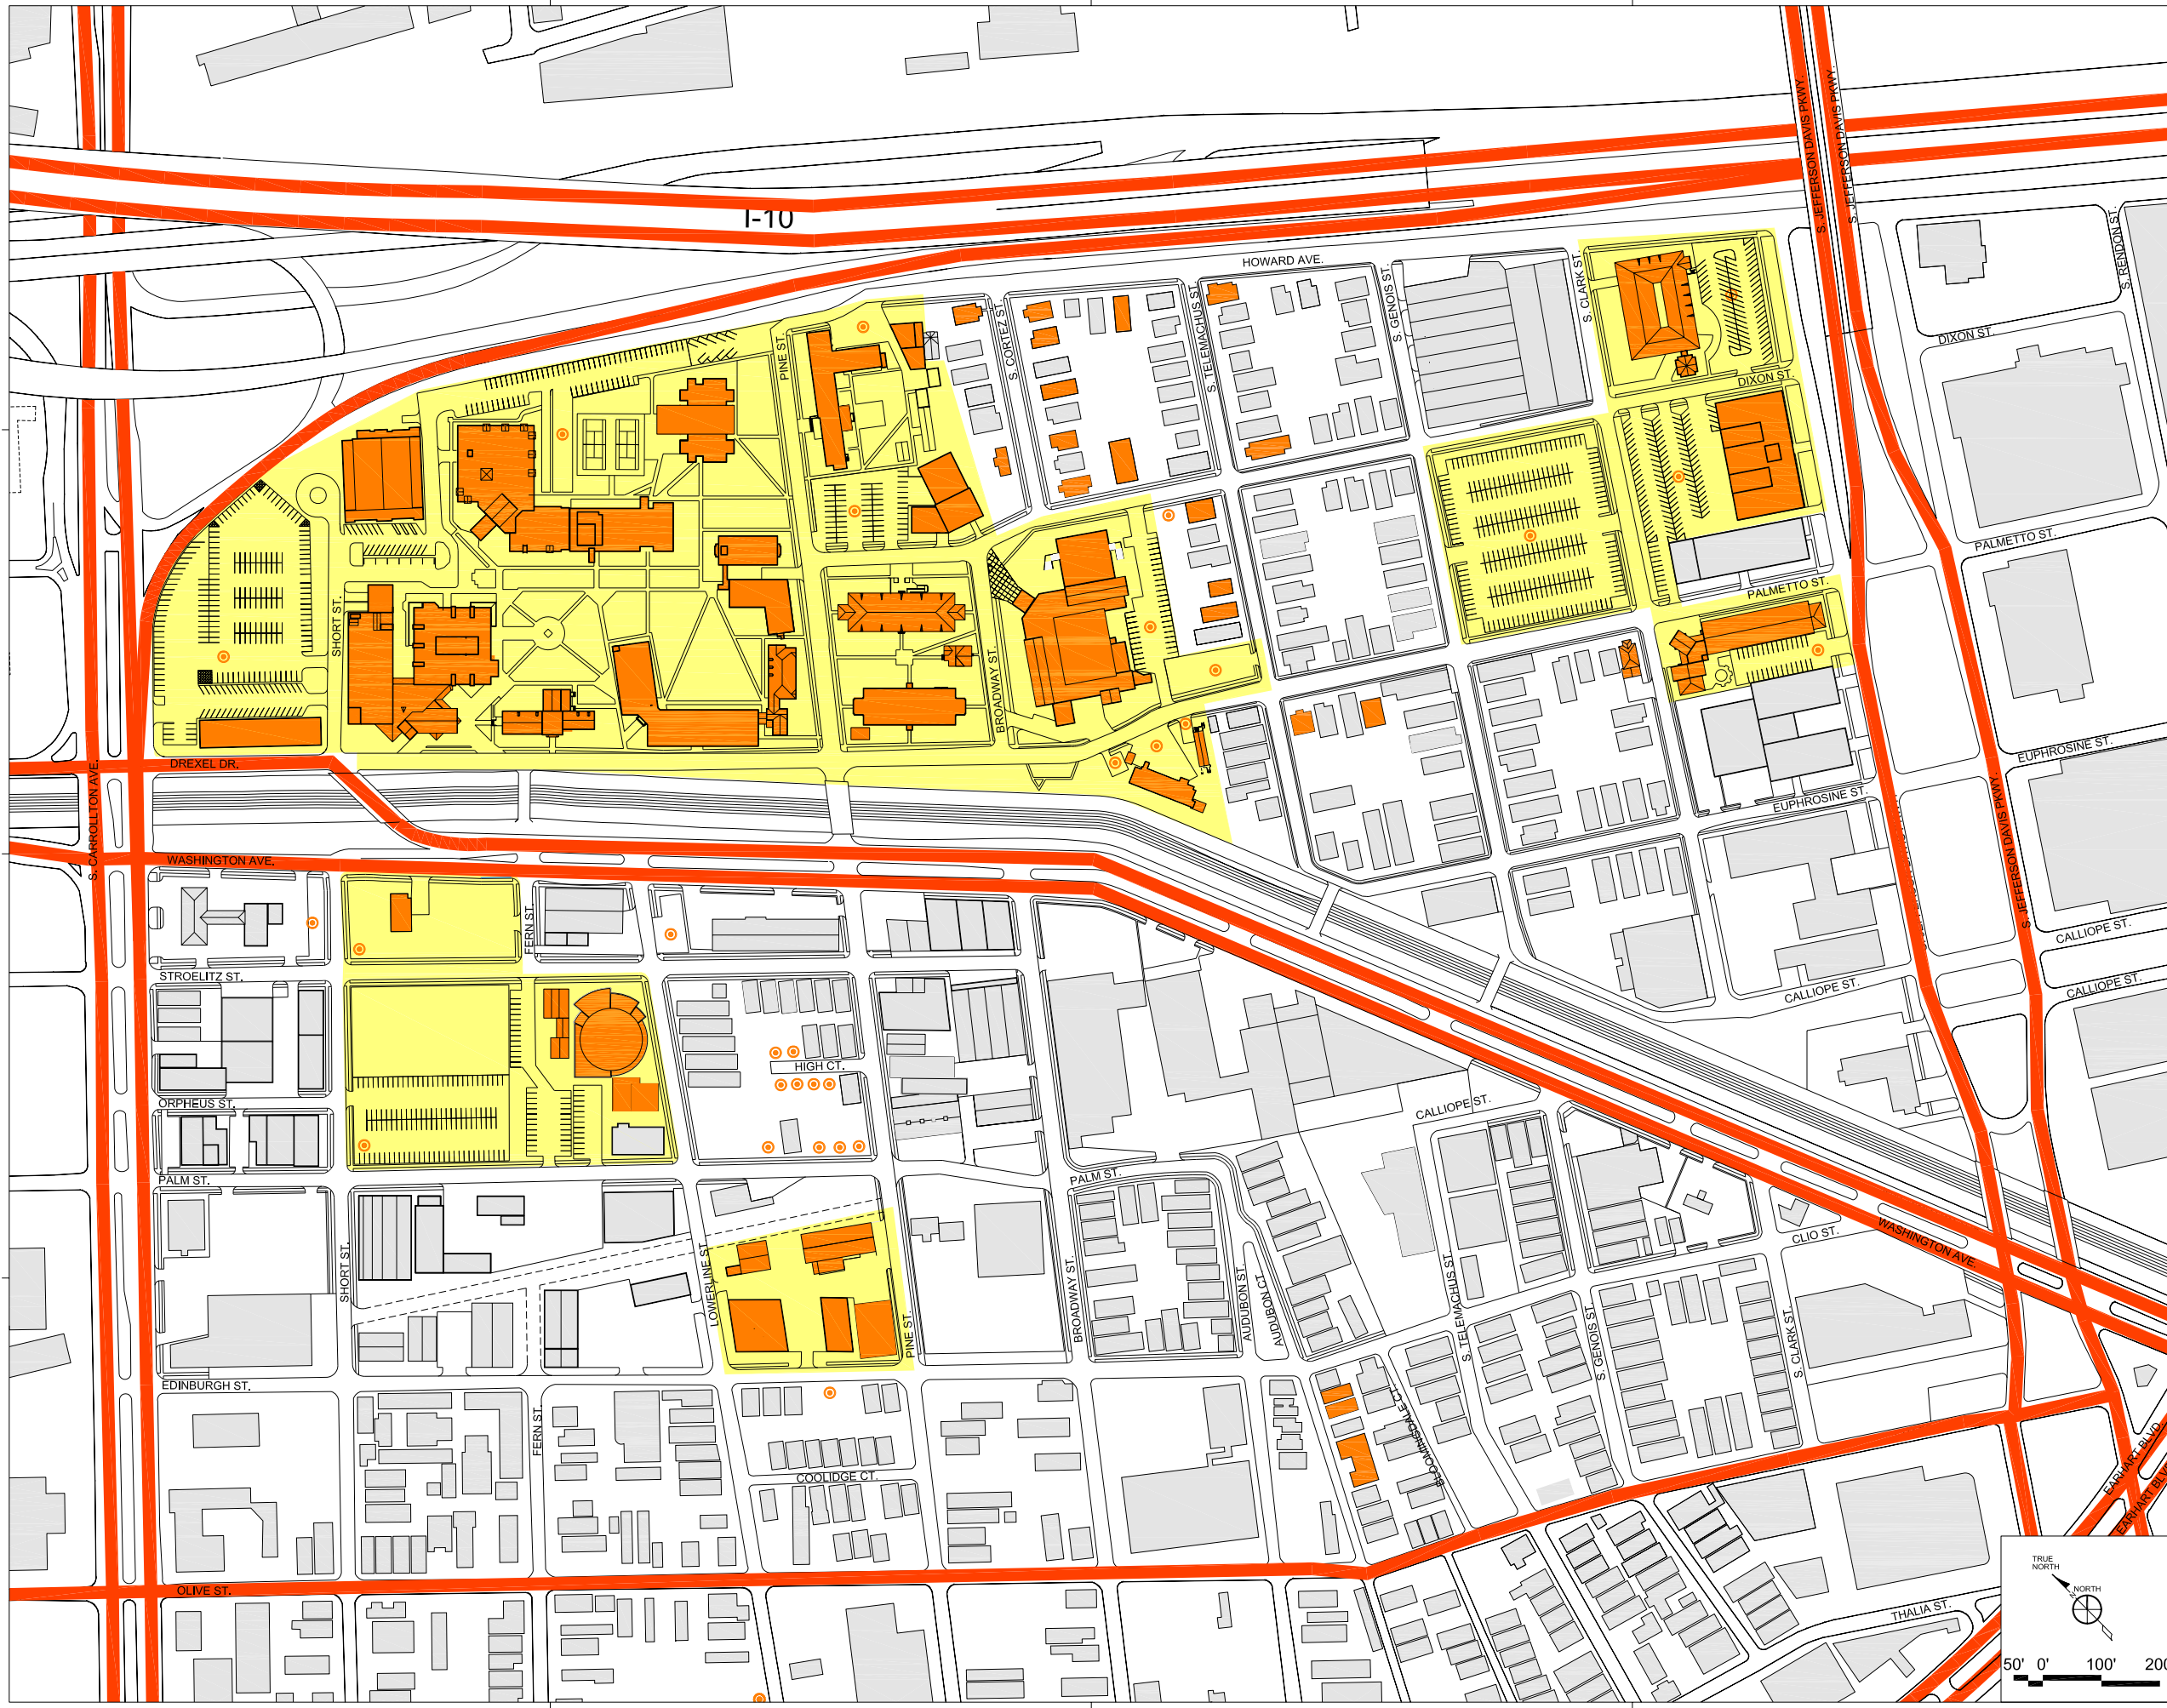 S. JEFFERSON DAVIS PKWY.
S. JEFFERSON DAVIS PKWY.
I-10
S. RENDON ST.
HOWARD AVE.
S. CLARK ST.
S. GENOIS ST.
S. TELEMACHUS ST.
S. CORTEZ ST.
PINE ST.
DIXON ST.
DIXON ST.
PALMETTO ST.
PALMETTO ST.
SHORT ST.
BROADWAY ST.
EUPHROSINE ST.
DREXEL DR.
EUPHROSINE ST.
S. CARROLLTON AVE.
WASHINGTON AVE.
S. JEFFERSON DAVIS PKWY.
FERN ST.
CALLIOPE ST.
STROELITZ ST.
CALLIOPE ST.
CALLIOPE ST.
HIGH CT.
ORPHEUS ST.
CALLIOPE ST.
PALM ST.
PALM ST.
WASHINGTON AVE.
CLIO ST.
SHORT ST.
LOWERLINE ST.
PINE ST.
BROADWAY ST.
AUDUBON ST.
AUDUBON CT.
S. TELEMACHUS ST.
S. GENOIS ST.
S. CLARK ST.
EDINBURGH ST.
FERN ST.
BLOOMINGDALE CT.
COOLIDGE CT.
EARHART BLVD.
EARHART BLVD.
OLIVE ST.
THALIA ST.
TRUE
NORTH
NORTH
50' 0' 100' 200